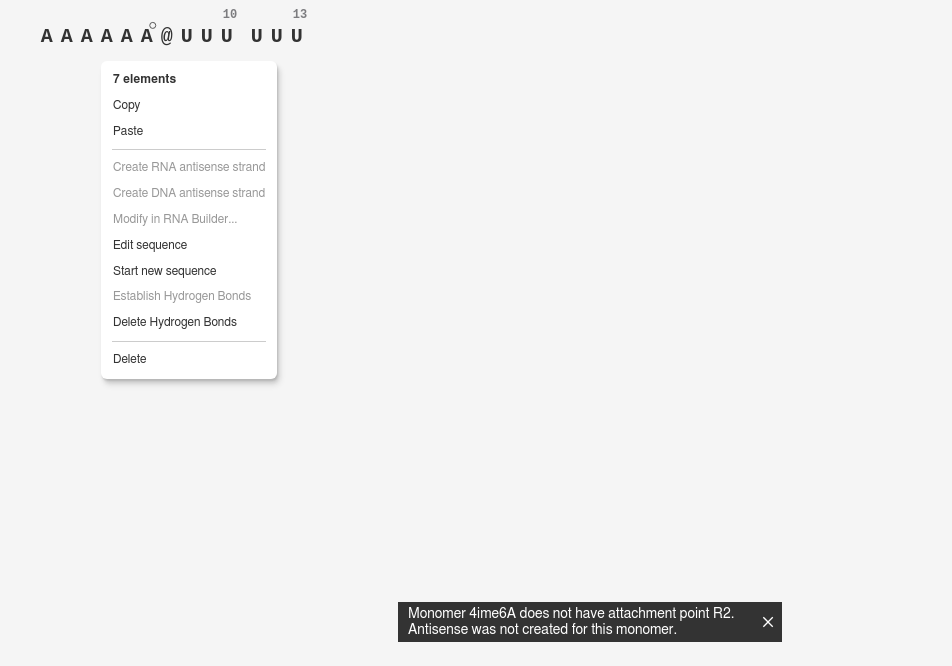 10 13
A A A A A A @ U U U U U U
7 elements
Copy
Paste
Create RNA antisense strand
Create DNA antisense strand
Modify in RNA Builder...
Edit sequence
Start new sequence
Establish Hydrogen Bonds
Delete Hydrogen Bonds
Delete
Monomer 4ime6A does not have attachment point R2.
Antisense was not created for this monomer.